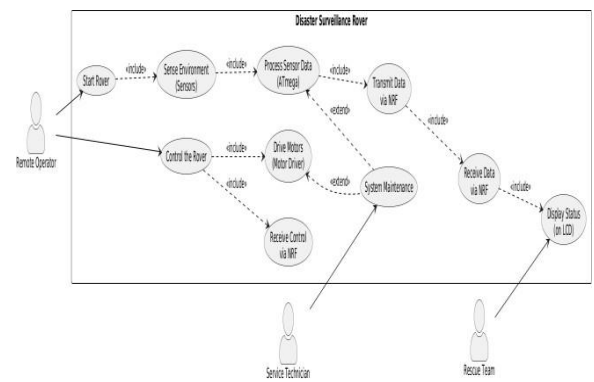 Disaster Surveillance Rover
Start Rover
«include»
Sense Environment
(Sensors)
«include»
Process Sensor Data
(ATmega)
«include»
Transmit Data
via NRF
Remote Operator
Control the Rover
«include»
Drive Motors
(Motor Driver)
«include»
Receive Control
via NRF
«extend»
«extend»
System Maintenance
«include»
Receive Data
via NRF
«include»
Display Status
(on LCD)
Service Technician
Rescue Team